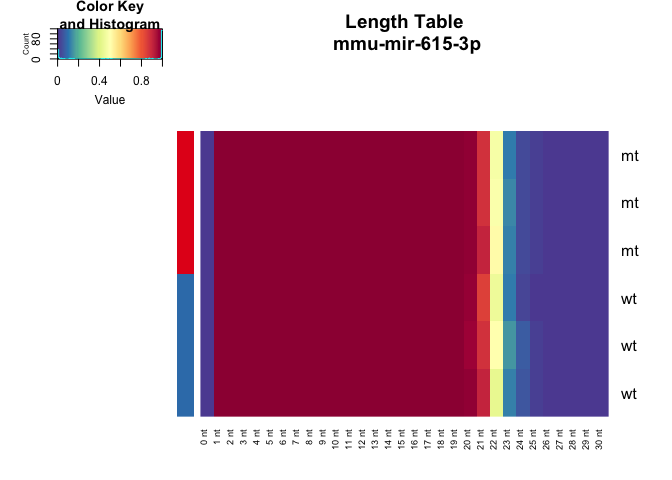 Color Key
and Histogram
Count
0 80
0 0.4 0.8
Value
Length Table
mmu-mir-615-3p
mt
mt
mt
wt
wt
wt
0 nt 1 nt 2 nt 3 nt 4 nt 5 nt 6 nt 7 nt 8 nt 9 nt 10 nt 11 nt 12 nt 13 nt 14 nt 15 nt 16 nt 17 nt 18 nt 19 nt 20 nt 21 nt 22 nt 23 nt 24 nt 25 nt 26 nt 27 nt 28 nt 29 nt 30 nt